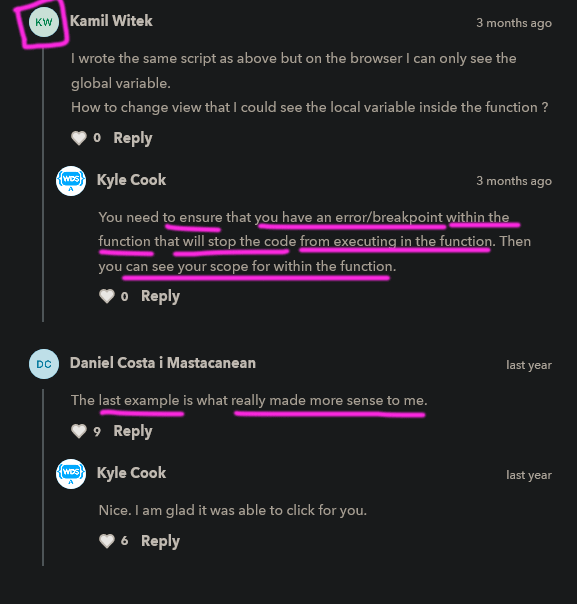 KW
Kamil Witek
3 months ago
I wrote the same script as above but on the browser I can only see the
global variable.
How to change view that I could see the local variable inside the function ?
0 Reply
WDS
Kyle Cook
3 months ago
You need to ensure that you have an error/breakpoint within the
function that will stop the code from executing in the function. Then
you can see your scope for within the function.
0 Reply
DC
Daniel Costa i Mastacanean
last year
The last example is what really made more sense to me.
9 Reply
WDS
Kyle Cook
last year
Nice. I am glad it was able to click for you.
6 Reply